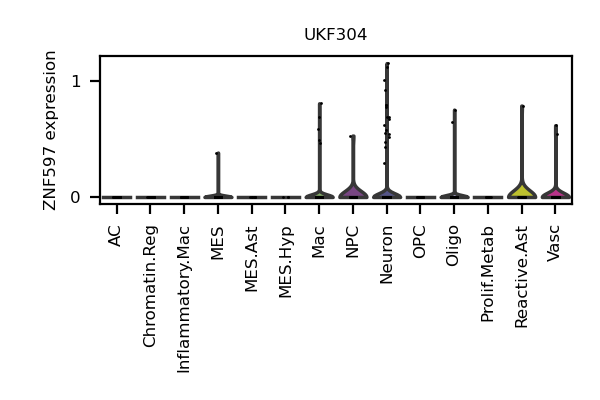 UKF304
ZNF597 expression
1
0
AC
Chromatin.Reg
Inflammatory.Mac
MES
MES.Ast
MES.Hyp
Mac
NPC
Neuron
OPC
Oligo
Prolif.Metab
Reactive.Ast
Vasc